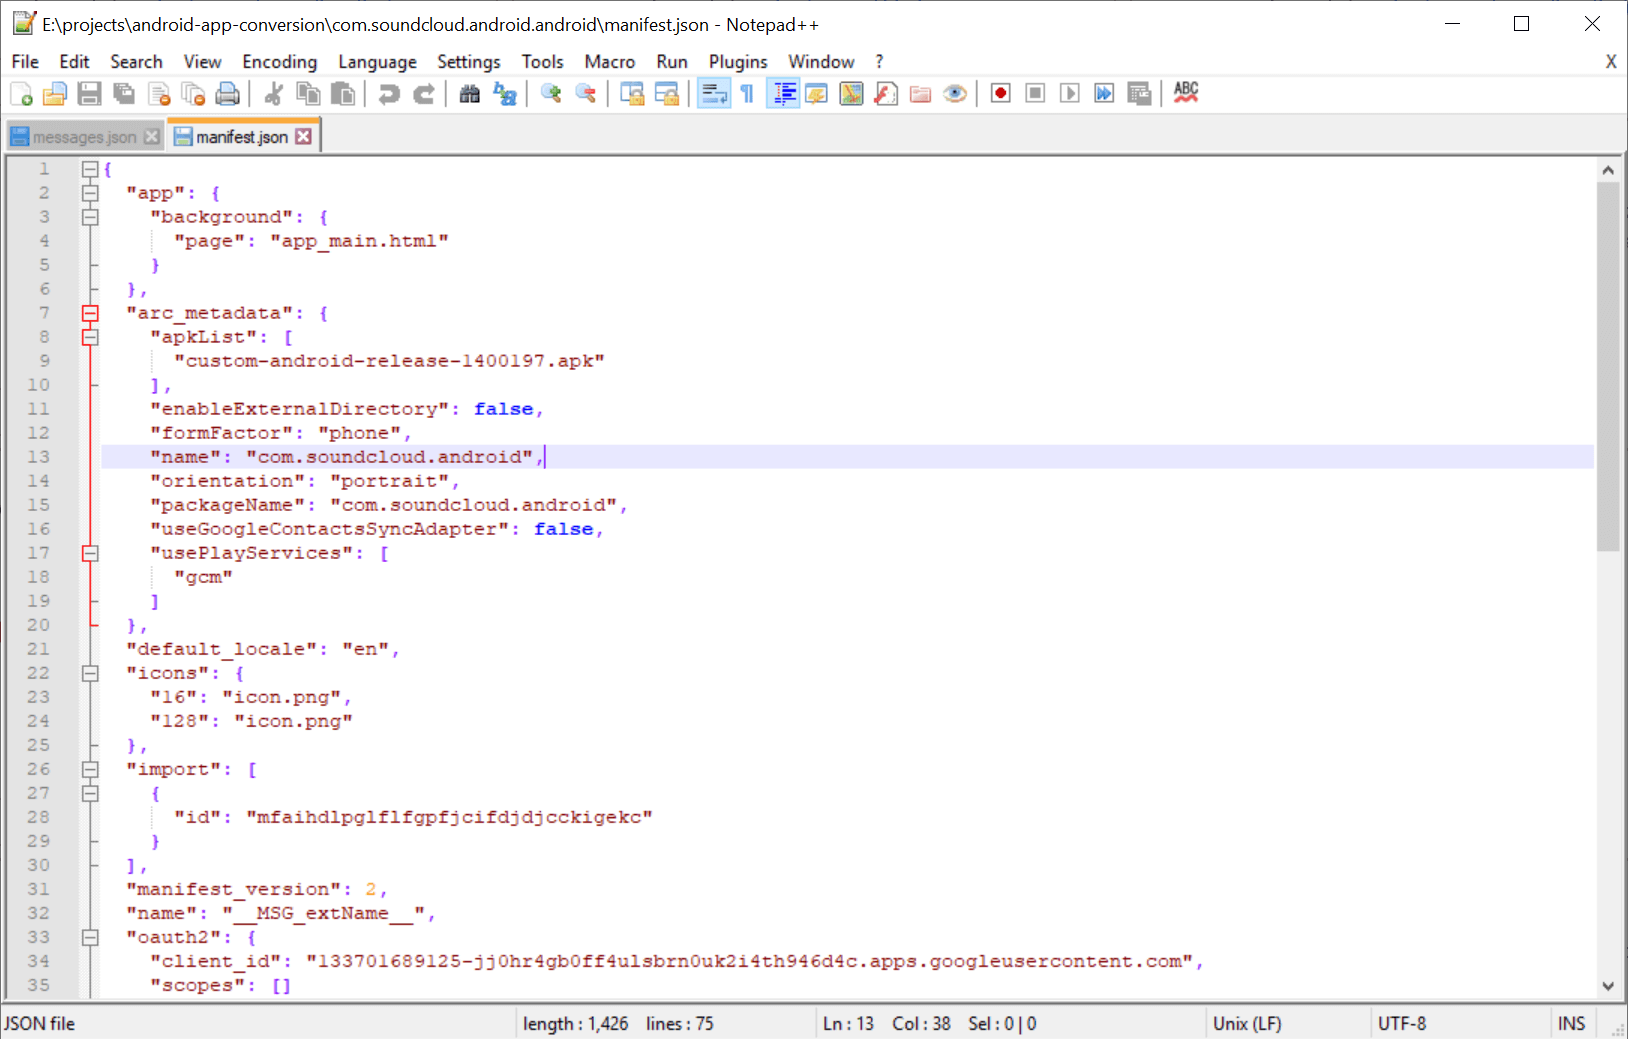 E:\projects\android-app-conversion\com.soundcloud.android.android\manifest.json - Notepad++
File Edit Search View Encoding Language Settings Tools Macro Run Plugins Window ? X
ABC
messages.json manifest.json
1 {
2 "app": {
3 "background": {
4 "page": "app_main.html"
5 }
6 },
7 "arc_metadata": {
8 "apkList": [
9 "custom-android-release-1400197.apk"
10 ],
11 "enableExternalDirectory": false,
12 "formFactor": "phone",
13 "name": "com.soundcloud.android",
14 "orientation": "portrait",
15 "packageName": "com.soundcloud.android",
16 "useGoogleContactsSyncAdapter": false,
17 "usePlayServices": [
18 "gcm"
19 ]
20 },
21 "default_locale": "en",
22 "icons": {
23 "16": "icon.png",
24 "128": "icon.png"
25 },
26 "import": [
27 {
28 "id": "mfaihdlpglflfgpfjcifdjdjcckigekc"
29 }
30 ],
31 "manifest_version": 2,
32 "name": "__MSG_extName__",
33 "oauth2": {
34 "client_id": "133701689125-jj0hr4gb0ff4ulsbrn0uk2i4th946d4c.apps.googleusercontent.com",
35 "scopes": []
JSON file length : 1,426 lines : 75 Ln : 13 Col : 38 Sel : 0 | 0 Unix (LF) UTF-8 INS